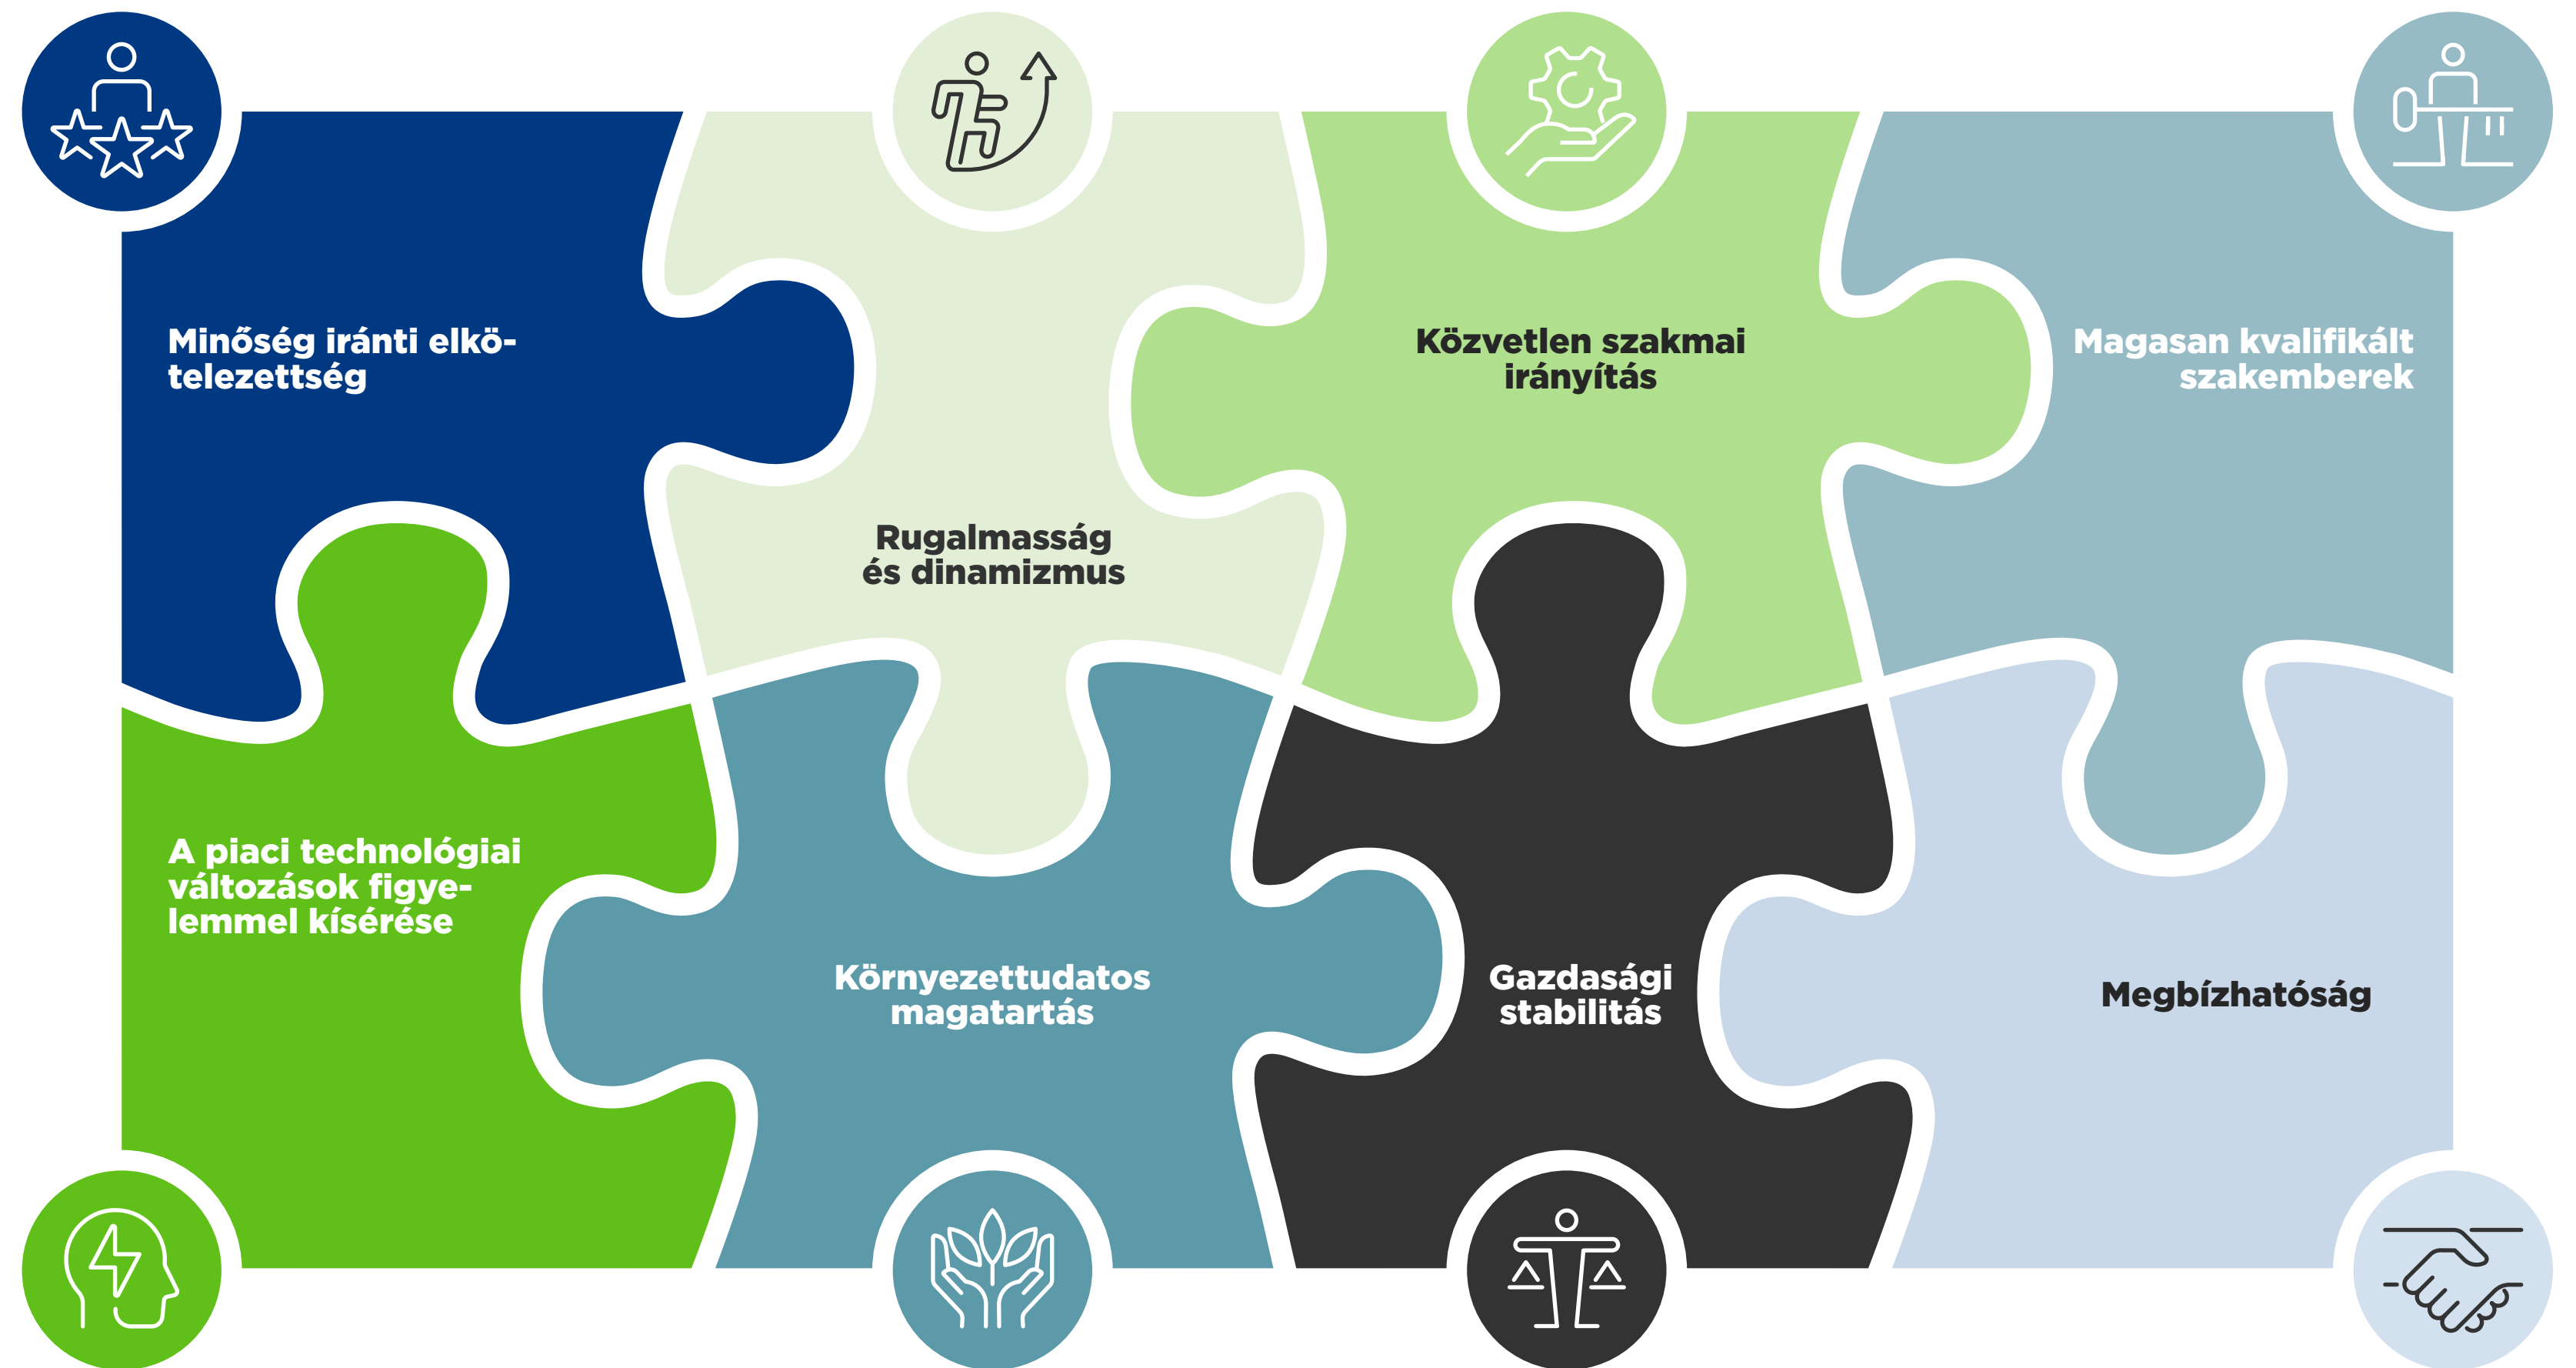 Minőség iránti elkö-
telezettség
Rugalmasság
és dinamizmus
Közvetlen szakmai
irányítás
Magasan kvalifikált
szakemberek
A piaci technológiai
változások figye-
lemmel kísérése
Környezettudatos
magatartás
Gazdasági
stabilitás
Megbízhatóság